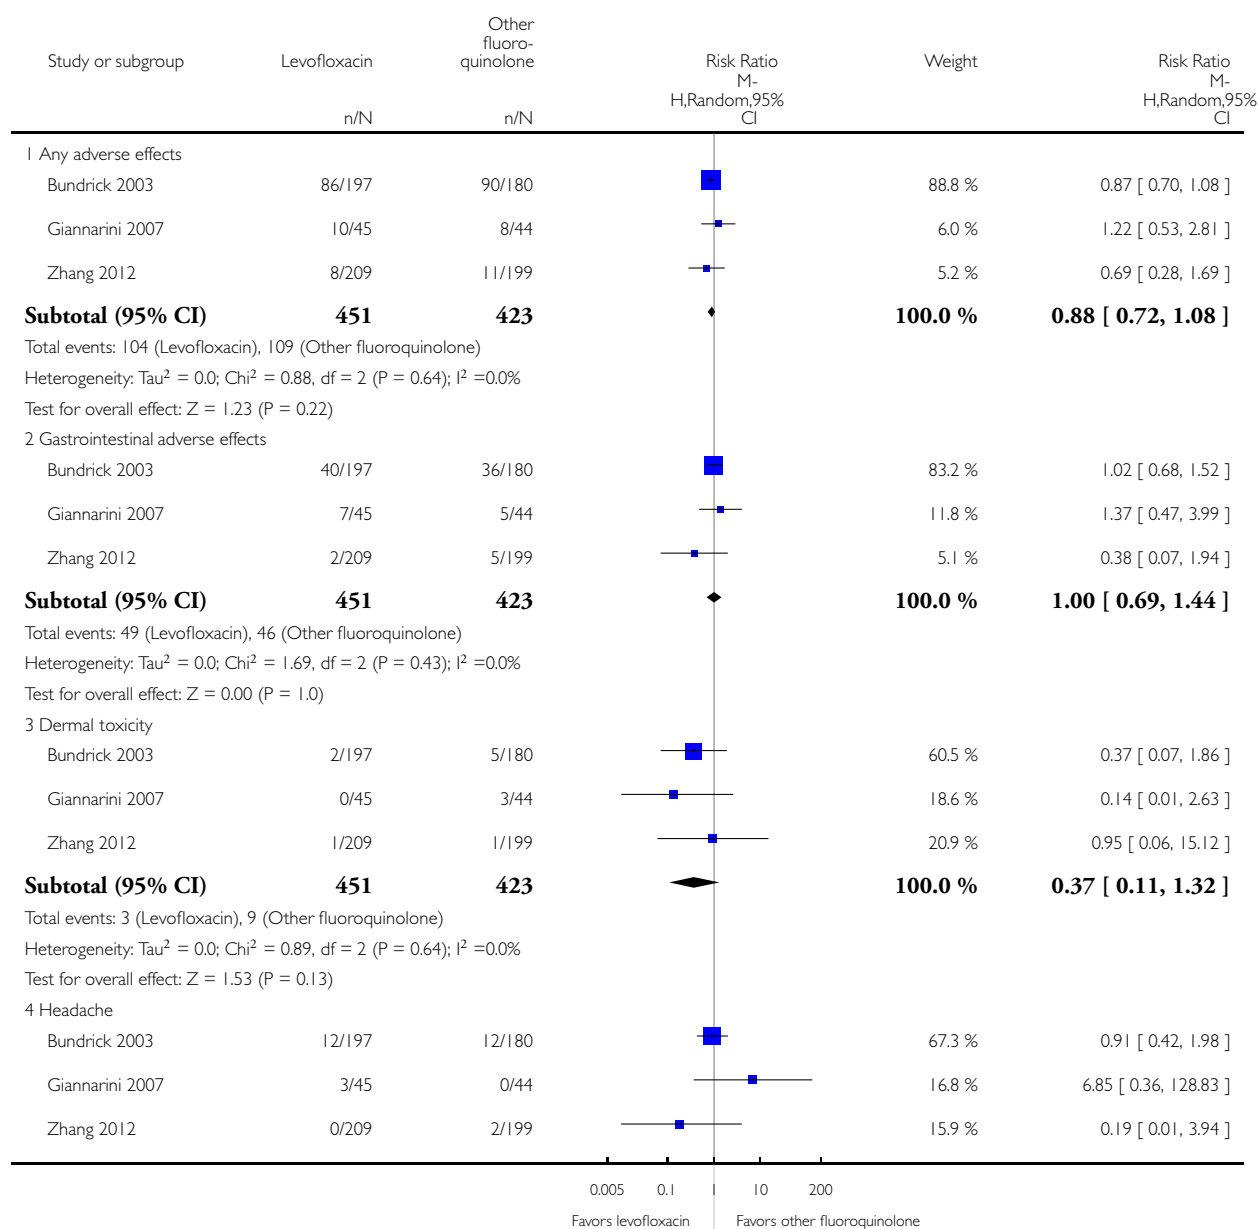 Study or subgroup Levofloxacin Other fluoro- quinolone Risk Ratio Weight Risk Ratio
n/N n/N M- H,Random,95% CI M- H,Random,95% CI
1 Any adverse effects
Bundrick 2003 86/197 90/180 88.8 % 0.87 [ 0.70, 1.08 ]
Giannarini 2007 10/45 8/44 6.0 % 1.22 [ 0.53, 2.81 ]
Zhang 2012 8/209 11/199 5.2 % 0.69 [ 0.28, 1.69 ]
Subtotal (95% CI) 451 423 100.0 % 0.88 [ 0.72, 1.08 ]
Total events: 104 (Levofloxacin), 109 (Other fluoroquinolone)
Heterogeneity: Tau² = 0.0; Chi² = 0.88, df = 2 (P = 0.64); I² =0.0%
Test for overall effect: Z = 1.23 (P = 0.22)
2 Gastrointestinal adverse effects
Bundrick 2003 40/197 36/180 83.2 % 1.02 [ 0.68, 1.52 ]
Giannarini 2007 7/45 5/44 11.8 % 1.37 [ 0.47, 3.99 ]
Zhang 2012 2/209 5/199 5.1 % 0.38 [ 0.07, 1.94 ]
Subtotal (95% CI) 451 423 100.0 % 1.00 [ 0.69, 1.44 ]
Total events: 49 (Levofloxacin), 46 (Other fluoroquinolone)
Heterogeneity: Tau² = 0.0; Chi² = 1.69, df = 2 (P = 0.43); I² =0.0%
Test for overall effect: Z = 0.00 (P = 1.0)
3 Dermal toxicity
Bundrick 2003 2/197 5/180 60.5 % 0.37 [ 0.07, 1.86 ]
Giannarini 2007 0/45 3/44 18.6 % 0.14 [ 0.01, 2.63 ]
Zhang 2012 1/209 1/199 20.9 % 0.95 [ 0.06, 15.12 ]
Subtotal (95% CI) 451 423 100.0 % 0.37 [ 0.11, 1.32 ]
Total events: 3 (Levofloxacin), 9 (Other fluoroquinolone)
Heterogeneity: Tau² = 0.0; Chi² = 0.89, df = 2 (P = 0.64); I² =0.0%
Test for overall effect: Z = 1.53 (P = 0.13)
4 Headache
Bundrick 2003 12/197 12/180 67.3 % 0.91 [ 0.42, 1.98 ]
Giannarini 2007 3/45 0/44 16.8 % 6.85 [ 0.36, 128.83 ]
Zhang 2012 0/209 2/199 15.9 % 0.19 [ 0.01, 3.94 ]
0.005 0.1 1 10 200
Favors levofloxacin Favors other fluoroquinolone